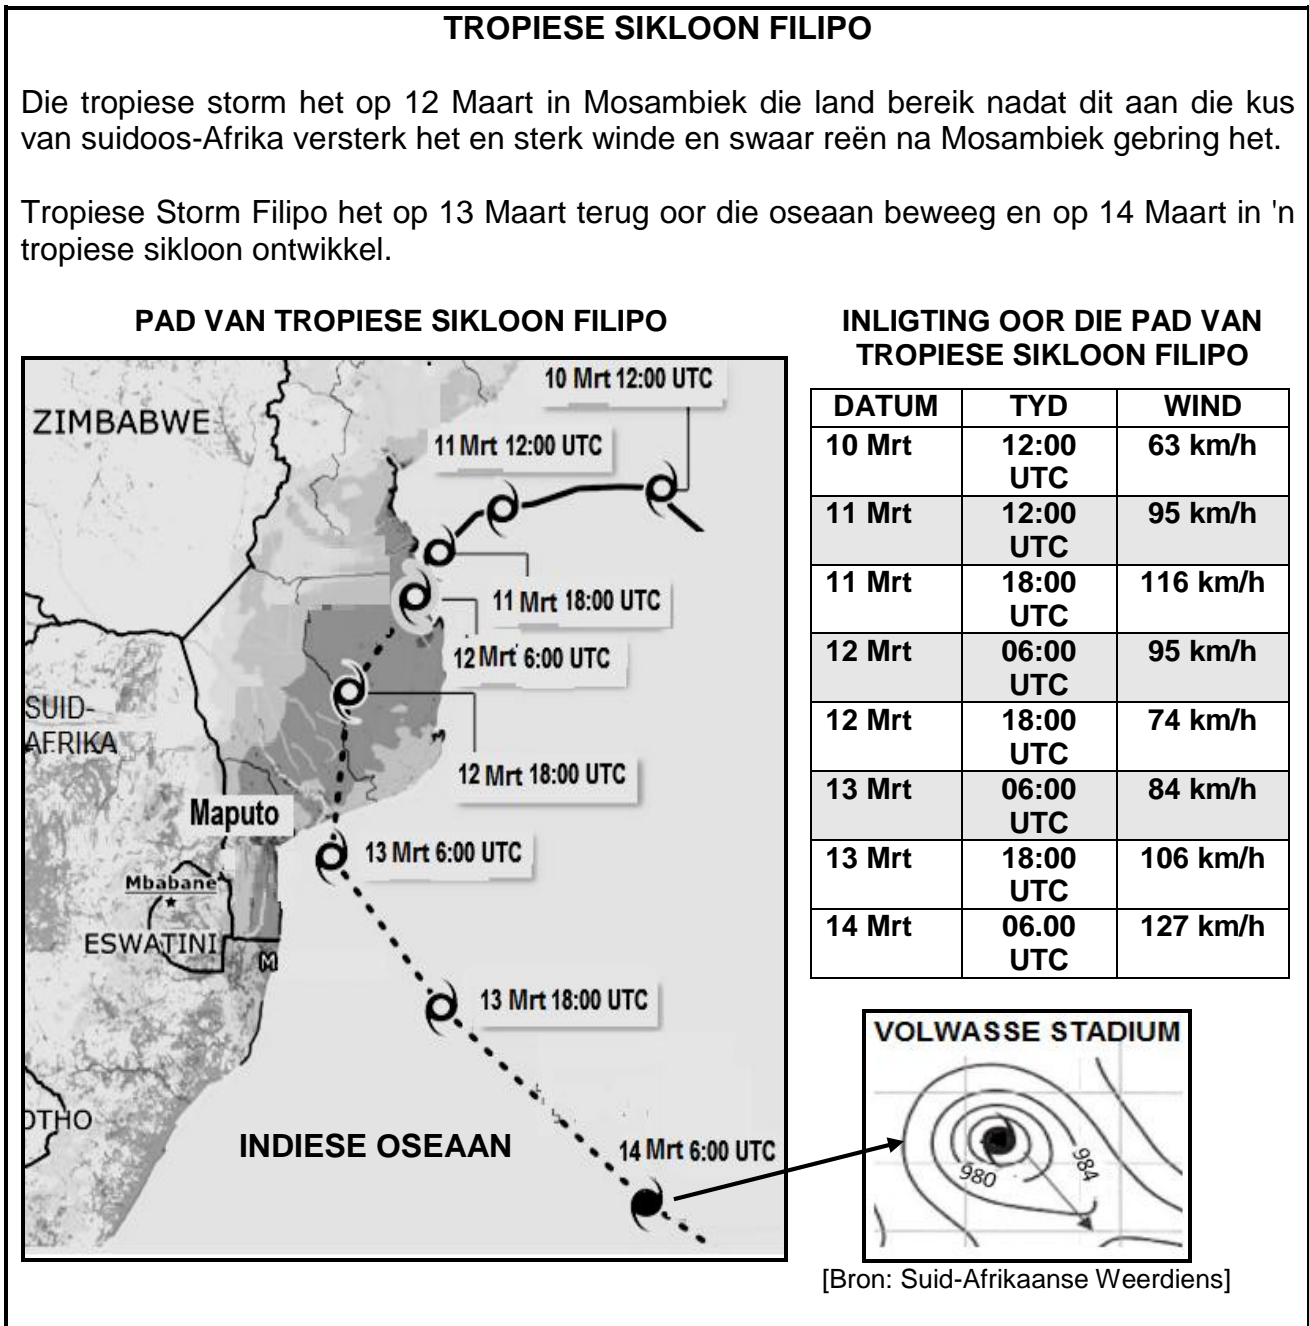 TROPIESE SIKLOON FILIPO
Die tropiese storm het op 12 Maart in Mosambiek die land bereik nadat dit aan die kus
van suidoos-Afrika versterk het en sterk winde en swaar reën na Mosambiek gebring het.
Tropiese Storm Filipo het op 13 Maart terug oor die oseaan beweeg en op 14 Maart in 'n
tropiese sikloon ontwikkel.
PAD VAN TROPIESE SIKLOON FILIPO
10 Mrt 12:00 UTC
ZIMBABWE
11 Mrt 12:00 UTC
11 Mrt 18:00 UTC
12 Mrt 6:00 UTC
SUID-
AFRIKA
12 Mrt 18:00 UTC
Maputo
13 Mrt 6:00 UTC
Mbabane
ESWATINI
M
13 Mrt 18:00 UTC
OTHO
INDIESE OSEAAN
14 Mrt 6:00 UTC
INLIGTING OOR DIE PAD VAN
TROPIESE SIKLOON FILIPO
DATUM TYD WIND
10 Mrt 12:00 UTC 63 km/h
11 Mrt 12:00 UTC 95 km/h
11 Mrt 18:00 UTC 116 km/h
12 Mrt 06:00 UTC 95 km/h
12 Mrt 18:00 UTC 74 km/h
13 Mrt 06:00 UTC 84 km/h
13 Mrt 18:00 UTC 106 km/h
14 Mrt 06.00 UTC 127 km/h
VOLWASSE STADIUM
980
984
[Bron: Suid-Afrikaanse Weerdiens]